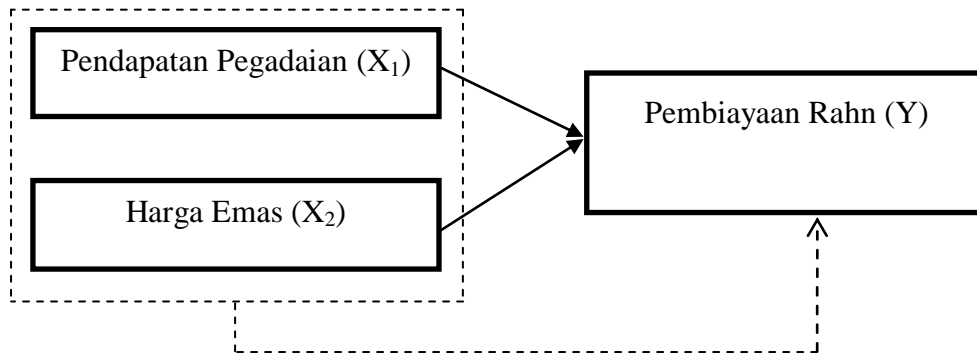 Pendapatan Pegadaian (X₁)
Pembiayaan Rahn (Y)
Harga Emas (X₂)